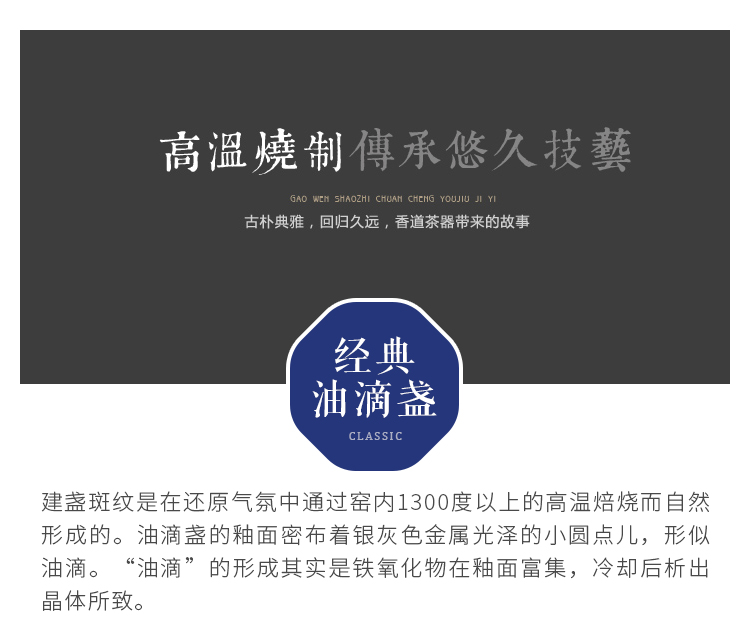 高溫燒制傳承悠久技藝
GAO WEN SHAOZHI CHUAN CHENG YOUJIU JI YI
古朴典雅，回归久远，香道茶器带来的故事
经典
油滴盏
CLASSIC
建盏斑纹是在还原气氛中通过窑内1300度以上的高温焙烧而自然
形成的。油滴盏的釉面密布着银灰色金属光泽的小圆点儿，形似
油滴。“油滴”的形成其实是铁氧化物在釉面富集，冷却后析出
晶体所致。